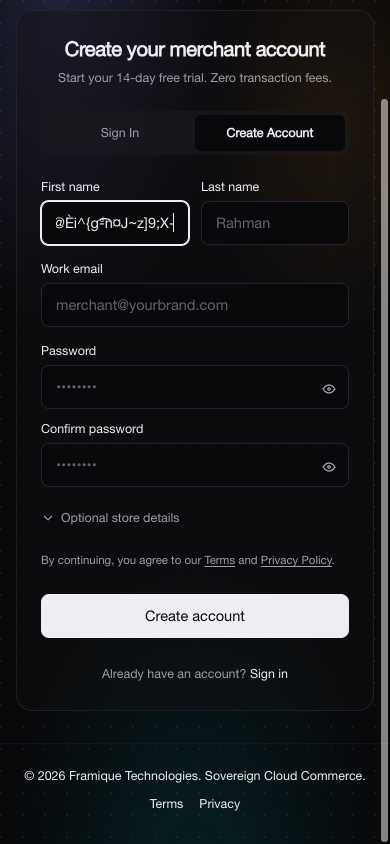 Create your merchant account
Start your 14-day free trial. Zero transaction fees.
Sign In
Create Account
First name
Last name
Rahman
Work email
merchant@yourbrand.com
Password
••••••••
Confirm password
••••••••
Optional store details
By continuing, you agree to our Terms and Privacy Policy.
Create account
Already have an account? Sign in
© 2026 Framique Technologies. Sovereign Cloud Commerce.
Terms
Privacy